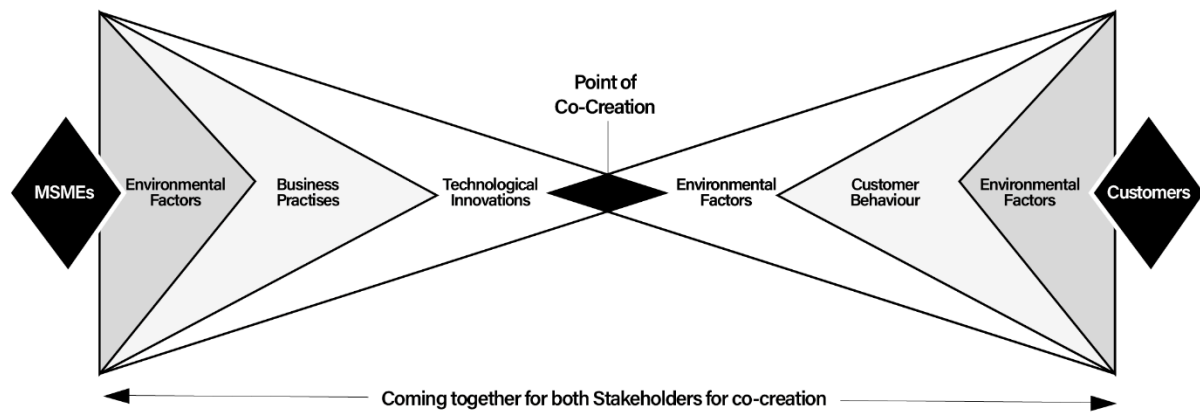 Point of
Co-Creation
MSMEs
Environmental
Factors
Business
Practises
Technological
Innovations
Environmental
Factors
Customer
Behaviour
Environmental
Factors
Customers
Coming together for both Stakeholders for co-creation